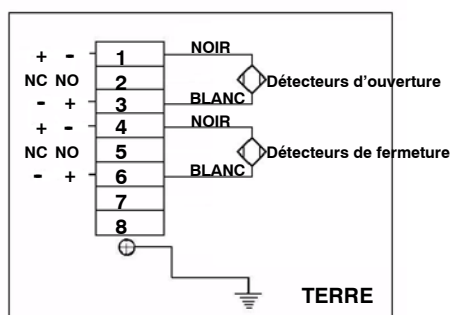 + - 1 NOIR
NC NO 2 Détecteurs d'ouverture
- + 3 BLANC
+ - 4 NOIR
NC NO 5 Détecteurs de fermeture
- + 6 BLANC
7
8
TERRE